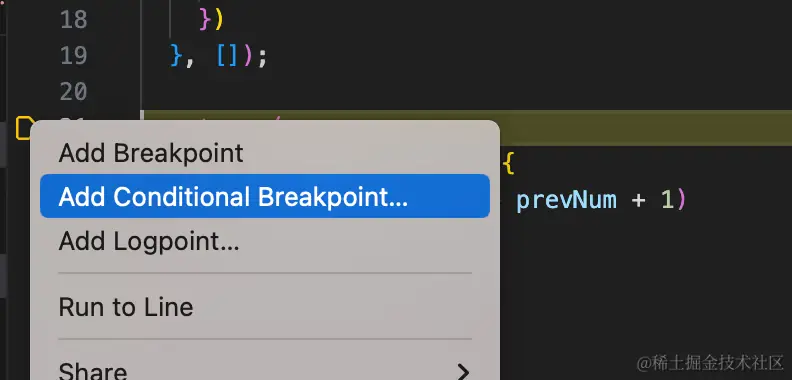 18 })
19 }, []);
20
Add Breakpoint
{
Add Conditional Breakpoint...
prevNum + 1)
Add Logpoint...
Run to Line
Share
@稀土掘金技术社区